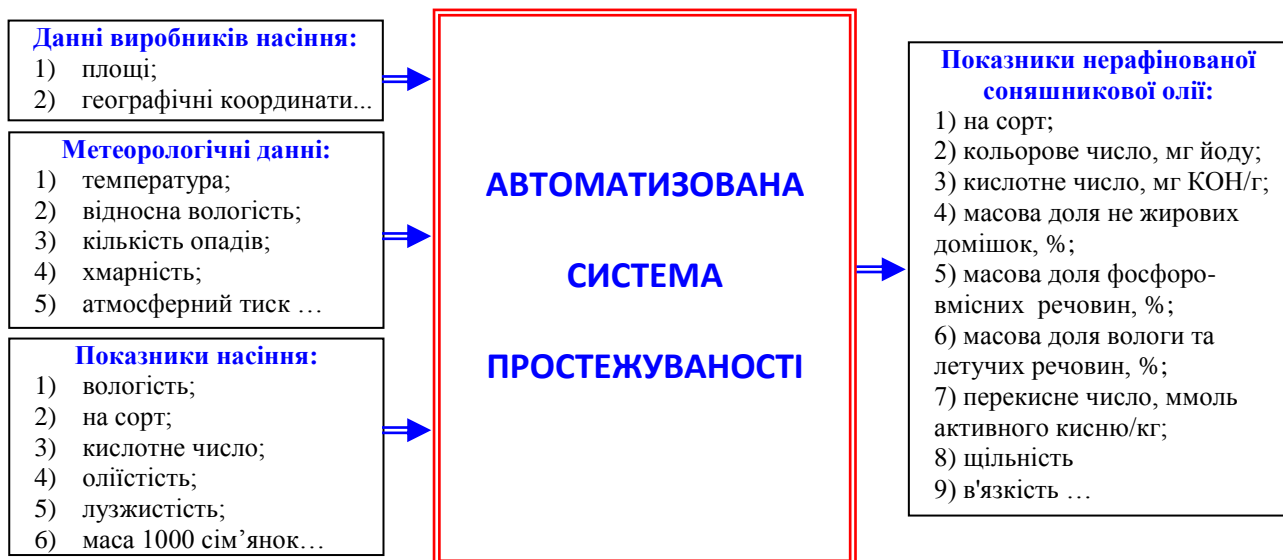 Данні виробників насіння:
1) площі;
2) географічні координати...
Метеорологічні данні:
1) температура;
2) відносна вологість;
3) кількість опадів;
4) хмарність;
5) атмосферний тиск …
Показники насіння:
1) вологість;
2) на сорт;
3) кислотне число;
4) оліїстість;
5) лузжистість;
6) маса 1000 сім’янок…
АВТОМАТИЗОВАНА
СИСТЕМА
ПРОСТЕЖУВАНОСТІ
Показники нерафінованої
соняшникової олії:
1) на сорт;
2) кольорове число, мг йоду;
3) кислотне число, мг КОН/г;
4) масова доля не жирових
домішок, %;
5) масова доля фосфоро-
вмісних речовин, %;
6) масова доля вологи та
летучих речовин, %;
7) перекисне число, ммоль
активного кисню/кг;
8) щільність
9) в'язкість …